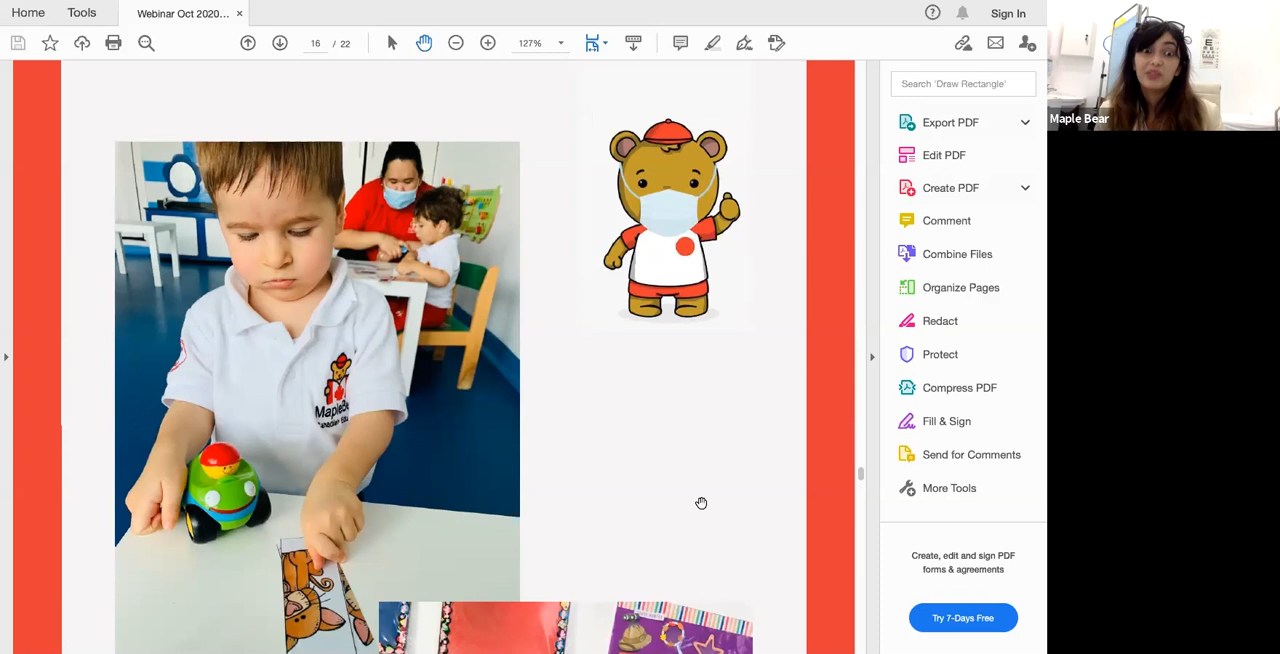 Home
Tools
Webinar Oct 2020...
×
Sign In
16 / 22
127%
Search 'Draw Rectangle'
Export PDF
Edit PDF
Create PDF
Comment
Combine Files
Organize Pages
Redact
Protect
Compress PDF
Fill & Sign
Send for Comments
More Tools
Create, edit and sign PDF
forms & agreements
Try 7-Days Free
Maple Bear